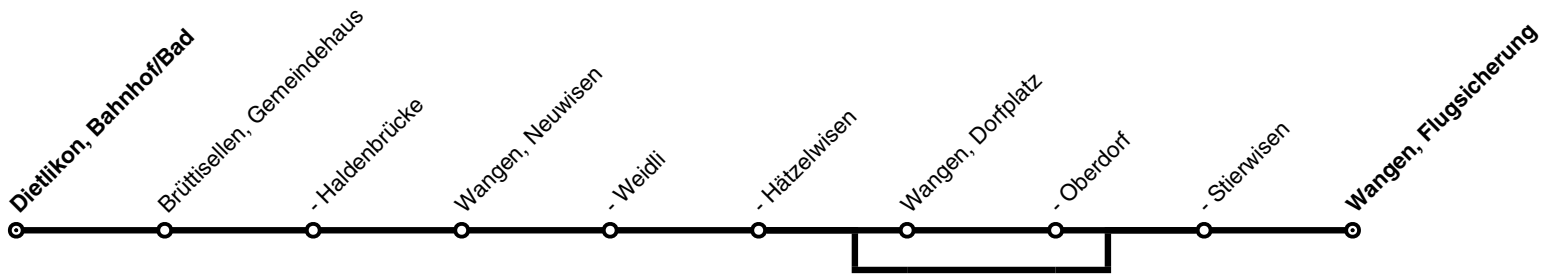 Dietlikon, Bahnhof/Bad
Brüttisellen, Gemeindehaus
- Haldenbrücke
Wangen, Neuwisen
- Weidli
- Hätzelwisen
Wangen, Dorfplatz
- Oberdorf
- Stierwisen
Wangen, Flugsicherung